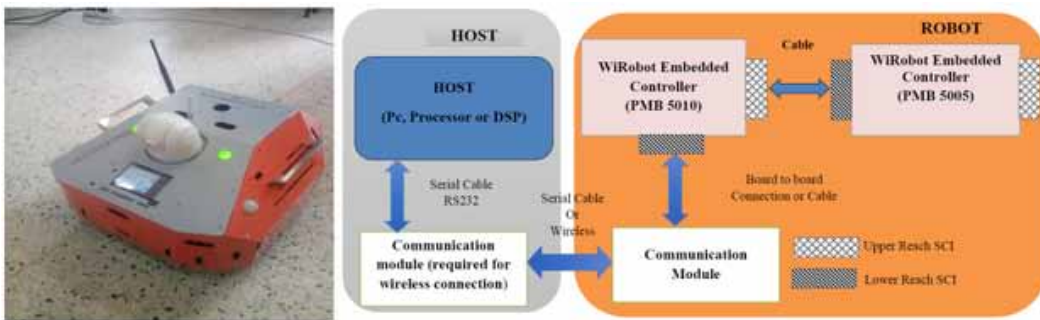 HOST
HOST
(Pc, Processor or DSP)
Serial Cable
RS232
Communication
module (required for
wireless connection)
Serial Cable
Or
Wireless
ROBOT
WiRobot Embedded
Controller
(PMB 5010)
Cable
WiRobot Embedded
Controller
(PMB 5005)
Board to board
Connection or Cable
Communication
Module
Upper Reach SCI
Lower Reach SCI